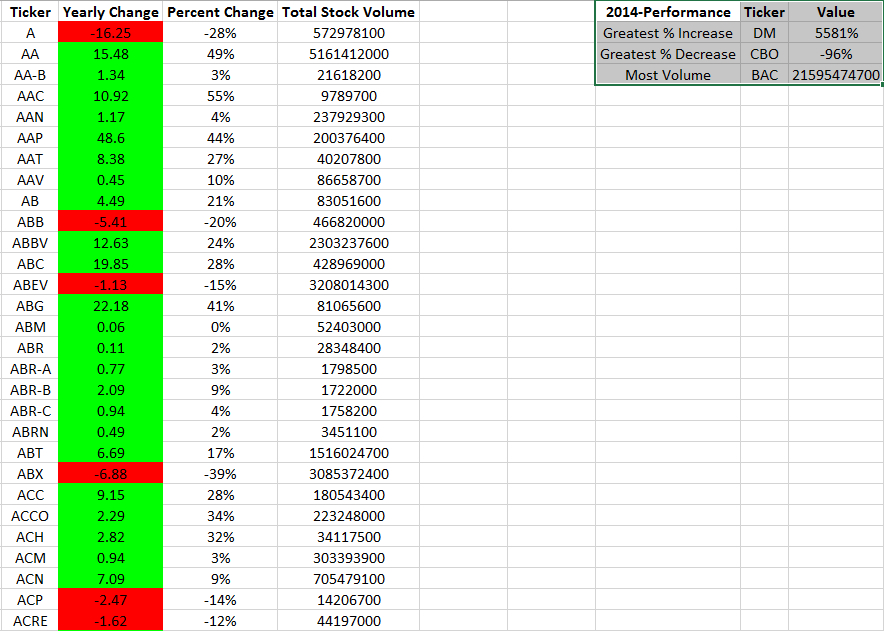 Ticker Yearly Change Percent Change Total Stock Volume 2014-Performance Ticker Value
A -16.25 -28% 572978100 Greatest % Increase DM 5581%
AA 15.48 49% 5161412000 Greatest % Decrease CBO -96%
AA-B 1.34 3% 21618200 Most Volume BAC 21595474700
AAC 10.92 55% 9789700
AAN 1.17 4% 237929300
AAP 48.6 44% 200376400
AAT 8.38 27% 40207800
AAV 0.45 10% 86658700
AB 4.49 21% 83051600
ABB -5.41 -20% 466820000
ABBV 12.63 24% 2303237600
ABC 19.85 28% 428969000
ABEV -1.13 -15% 3208014300
ABG 22.18 41% 81065600
ABM 0.06 0% 52403000
ABR 0.11 2% 28348400
ABR-A 0.77 3% 1798500
ABR-B 2.09 9% 1722000
ABR-C 0.94 4% 1758200
ABRN 0.49 2% 3451100
ABT 6.69 17% 1516024700
ABX -6.88 -39% 3085372400
ACC 9.15 28% 180543400
ACCO 2.29 34% 223248000
ACH 2.82 32% 34117500
ACM 0.94 3% 303393900
ACN 7.09 9% 705479100
ACP -2.47 -14% 14206700
ACRE -1.62 -12% 44197000